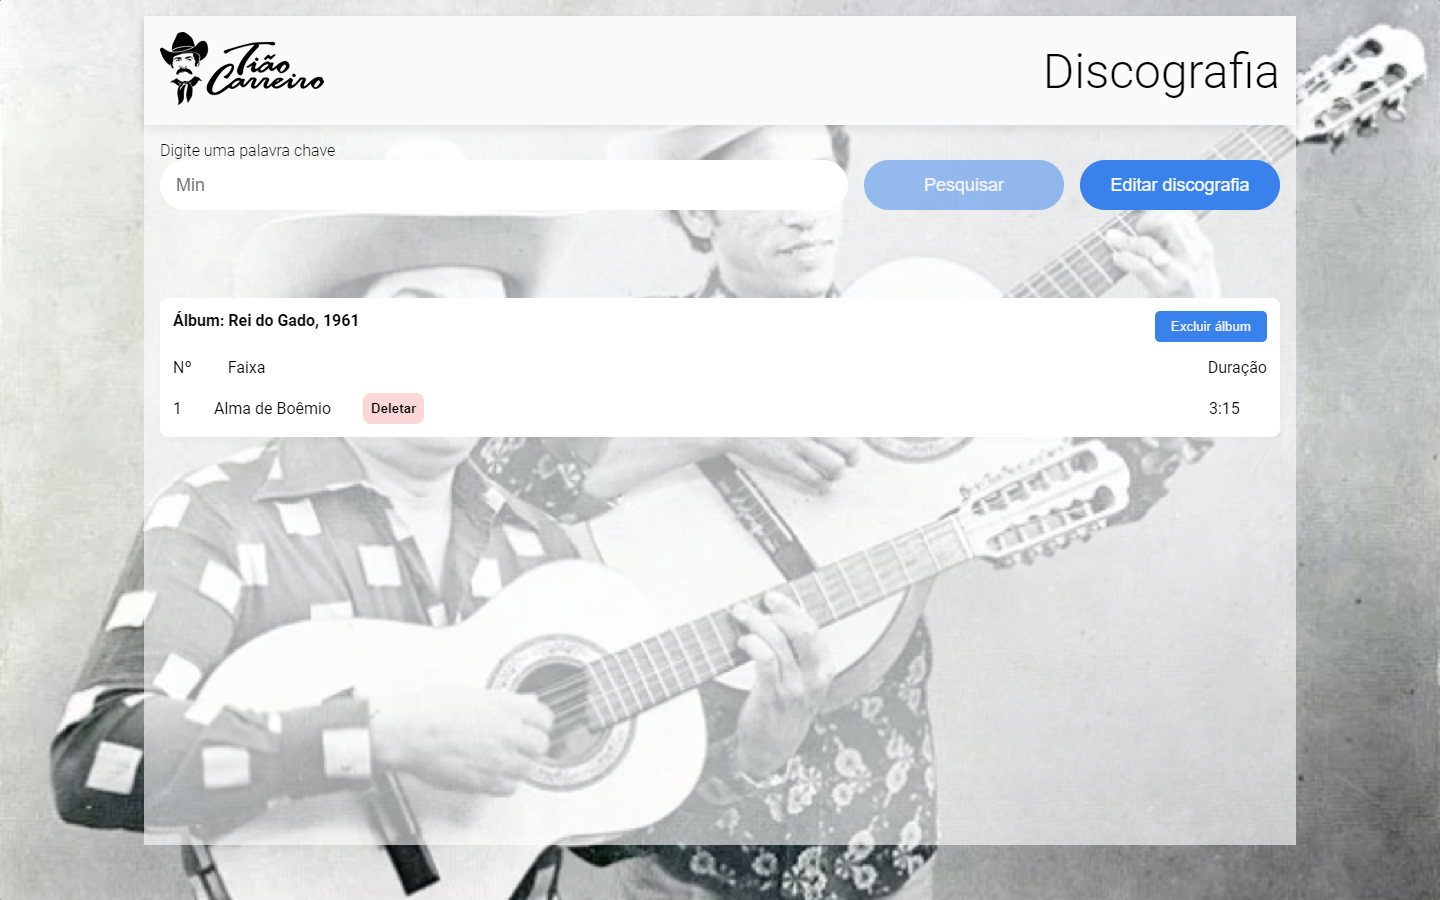 Tião
Carreiro
Discografia
Digite uma palavra chave
Min
Pesquisar
Editar discografia
Álbum: Rei do Gado, 1961
Excluir álbum
Nº Faixa Duração
1 Alma de Boêmio Deletar 3:15